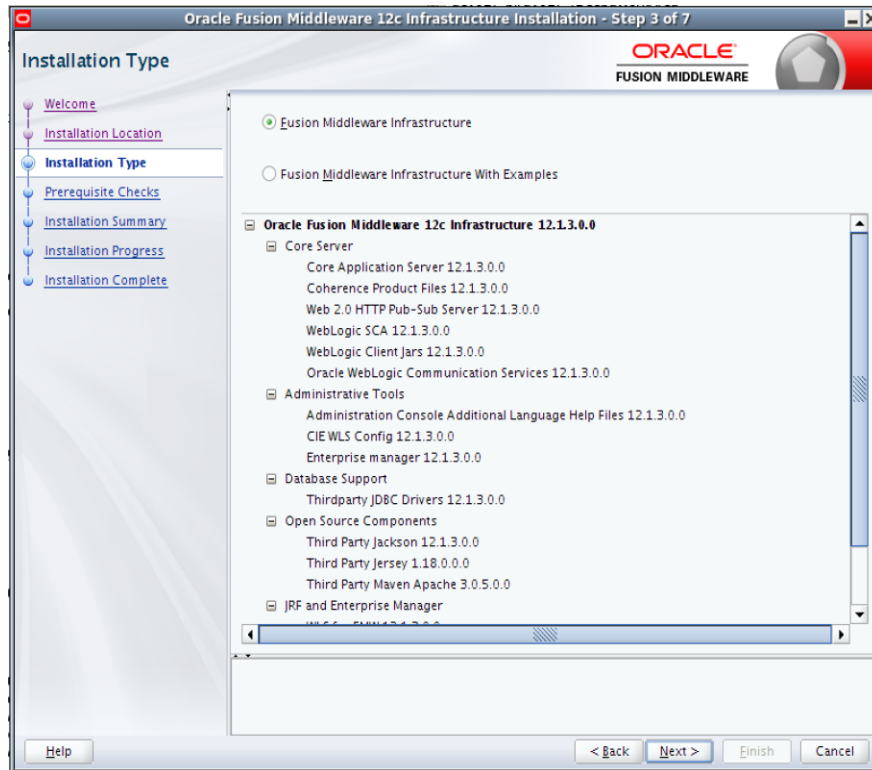 Oracle Fusion Middleware 12c Infrastructure Installation - Step 3 of 7
Installation Type
ORACLE
FUSION MIDDLEWARE
Welcome
Installation Location
Installation Type
Prerequisite Checks
Installation Summary
Installation Progress
Installation Complete
Fusion Middleware Infrastructure
Fusion Middleware Infrastructure With Examples
Oracle Fusion Middleware 12c Infrastructure 12.1.3.0.0
Core Server
Core Application Server 12.1.3.0.0
Coherence Product Files 12.1.3.0.0
Web 2.0 HTTP Pub-Sub Server 12.1.3.0.0
WebLogic SCA 12.1.3.0.0
WebLogic Client Jars 12.1.3.0.0
Oracle WebLogic Communication Services 12.1.3.0.0
Administrative Tools
Administration Console Additional Language Help Files 12.1.3.0.0
CIE WLS Config 12.1.3.0.0
Enterprise manager 12.1.3.0.0
Database Support
Thirdparty JDBC Drivers 12.1.3.0.0
Open Source Components
Third Party Jackson 12.1.3.0.0
Third Party Jersey 1.18.0.0.0
Third Party Maven Apache 3.0.5.0.0
JRF and Enterprise Manager
Help
< Back
Next >
Finish
Cancel